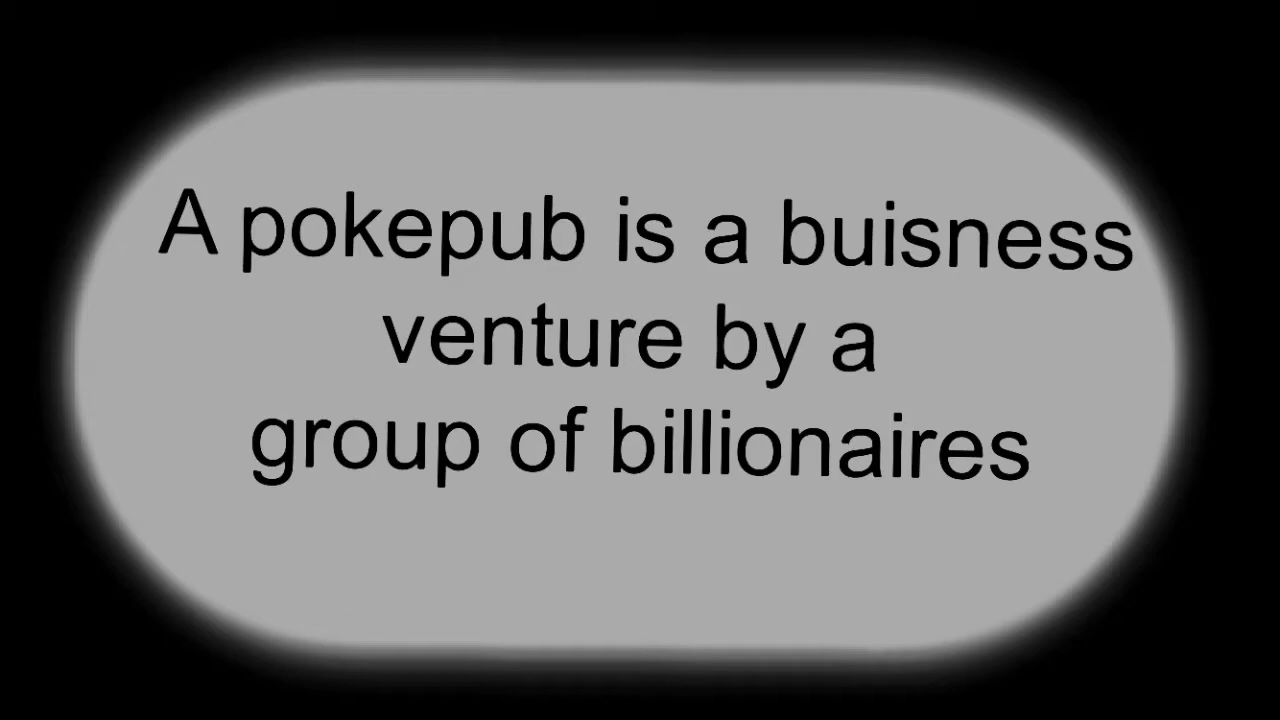 A pokepub is a buisness
venture by a
group of billionaires